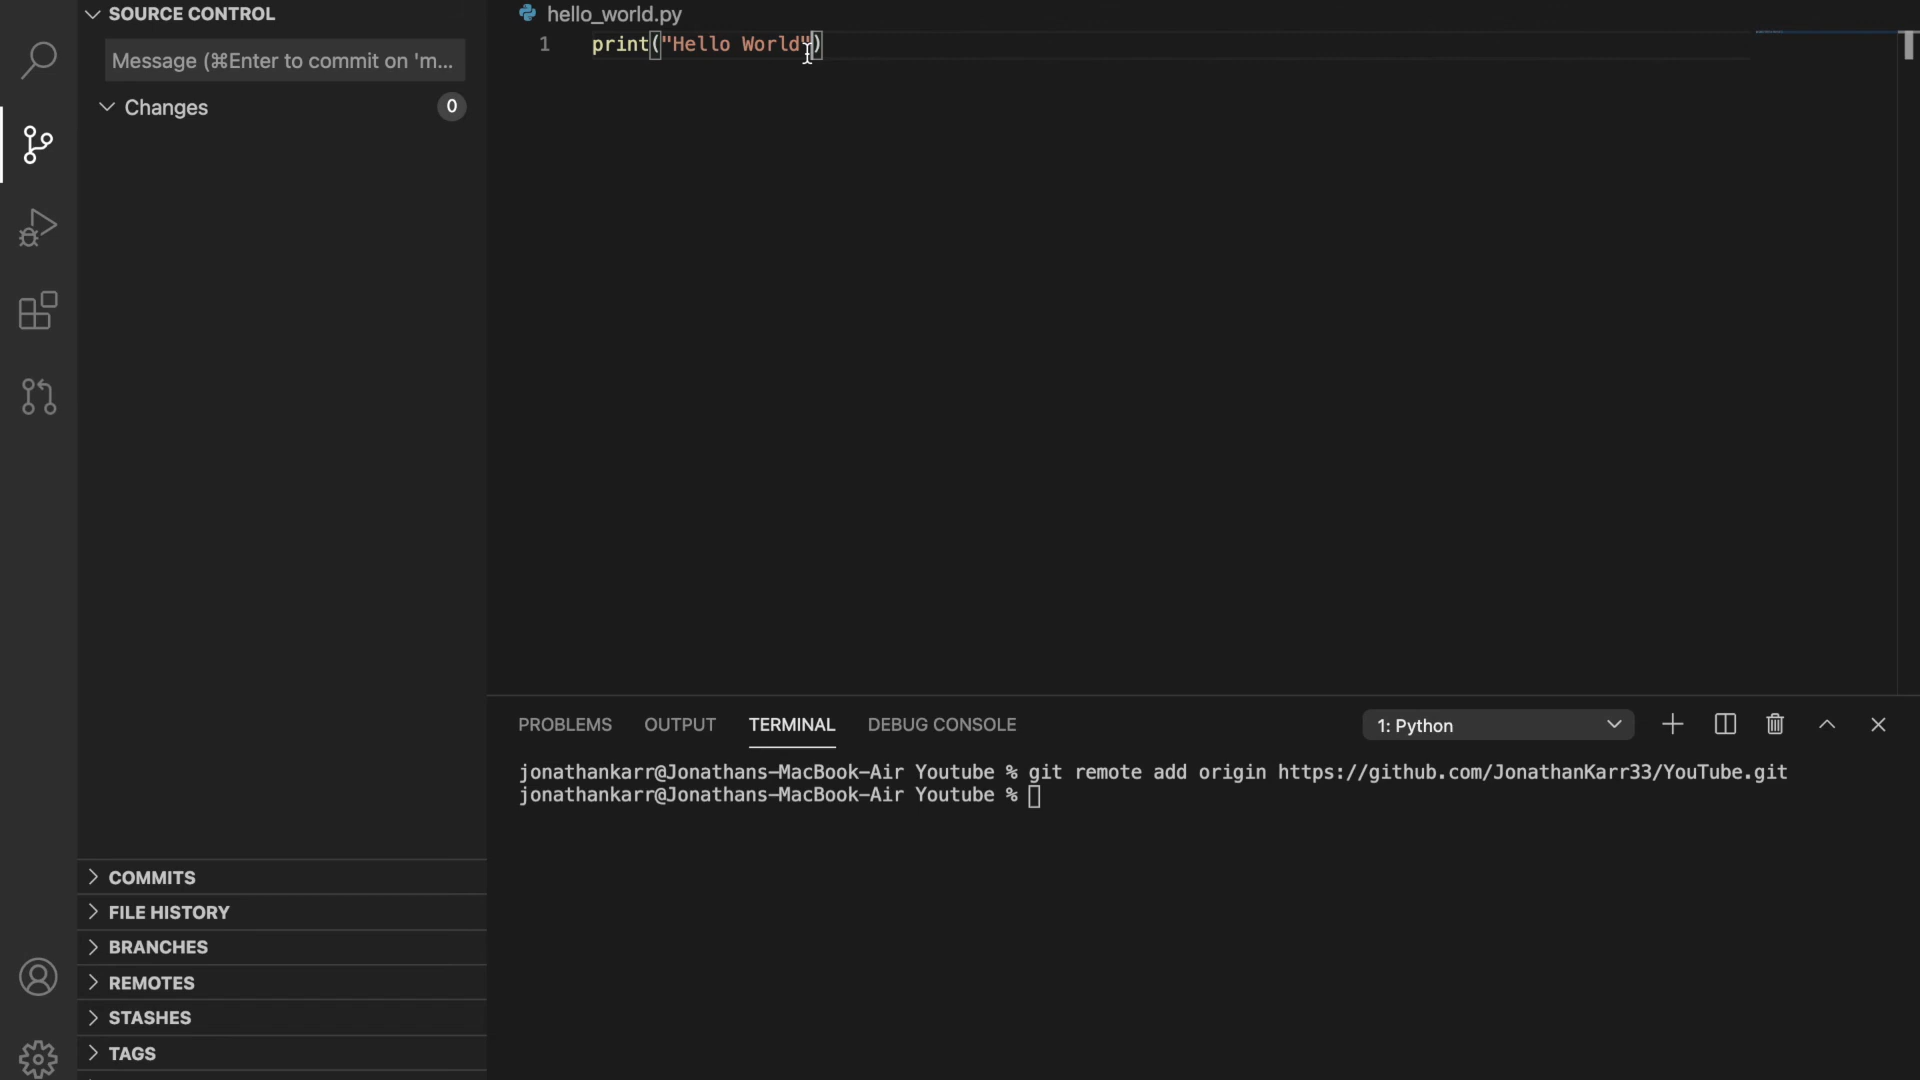 SOURCE CONTROL
Message (⌘Enter to commit on 'm...
Changes
0
hello_world.py
1 print("Hello World")
PROBLEMS OUTPUT TERMINAL DEBUG CONSOLE
1: Python
jonathankarr@Jonathans-MacBook-Air Youtube % git remote add origin https://github.com/JonathanKarr33/YouTube.git
jonathankarr@Jonathans-MacBook-Air Youtube %
COMMITS
FILE HISTORY
BRANCHES
REMOTES
STASHES
TAGS